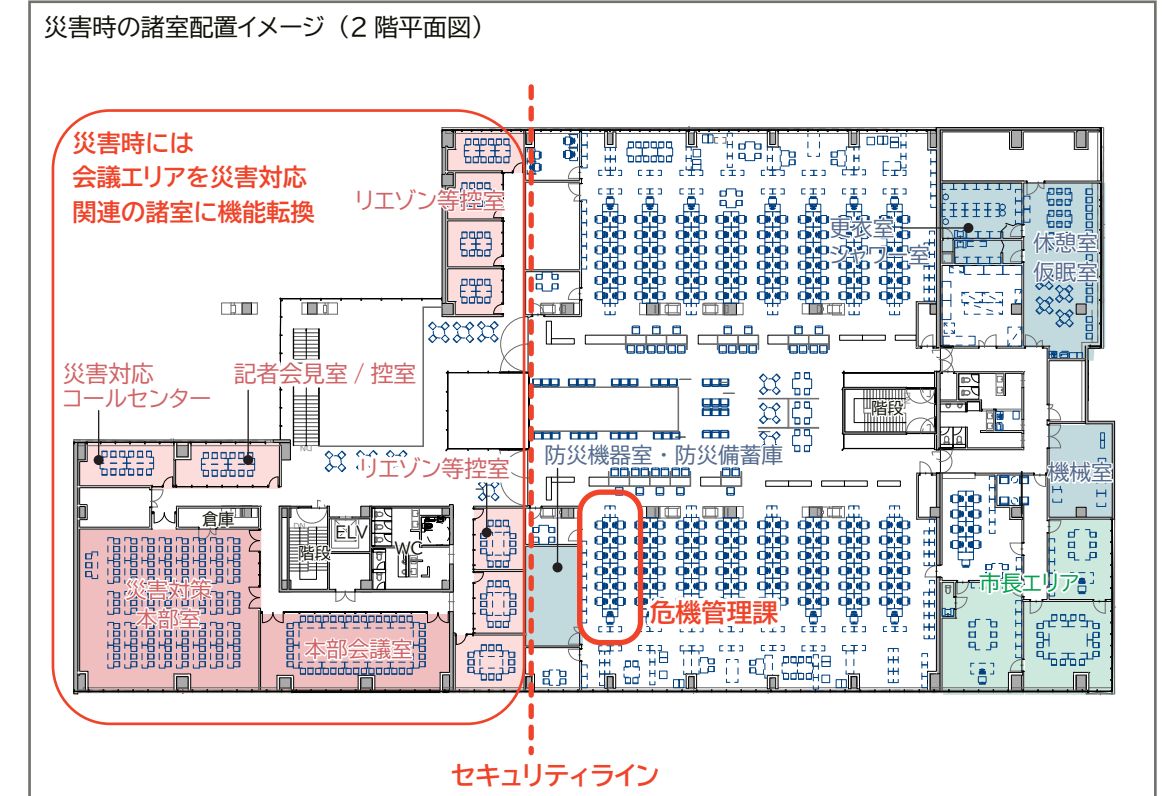 災害時の諸室配置イメージ（2 階平面図）
災害時には
会議エリアを災害対応
関連の諸室に機能転換
リエゾン等控室
更衣室
シャワー室
休憩室
仮眠室
災害対応
コールセンター
記者会見室 / 控室
階段
リエゾン等控室
防災機器室・防災備蓄庫
機械室
倉庫
DN
階段
ELV
WC
災害対策
本部室
本部会議室
危機管理課
市長エリア
セキュリティライン